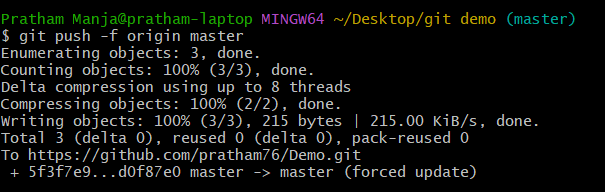 Pratham Manja@pratham-laptop MINGW64 ~/Desktop/git demo (master)
$ git push -f origin master
Enumerating objects: 3, done.
Counting objects: 100% (3/3), done.
Delta compression using up to 8 threads
Compressing objects: 100% (2/2), done.
Writing objects: 100% (3/3), 215 bytes | 215.00 KiB/s, done.
Total 3 (delta 0), reused 0 (delta 0), pack-reused 0
To https://github.com/pratham76/Demo.git
 + 5f3f7e9...d0f87e0 master -> master (forced update)